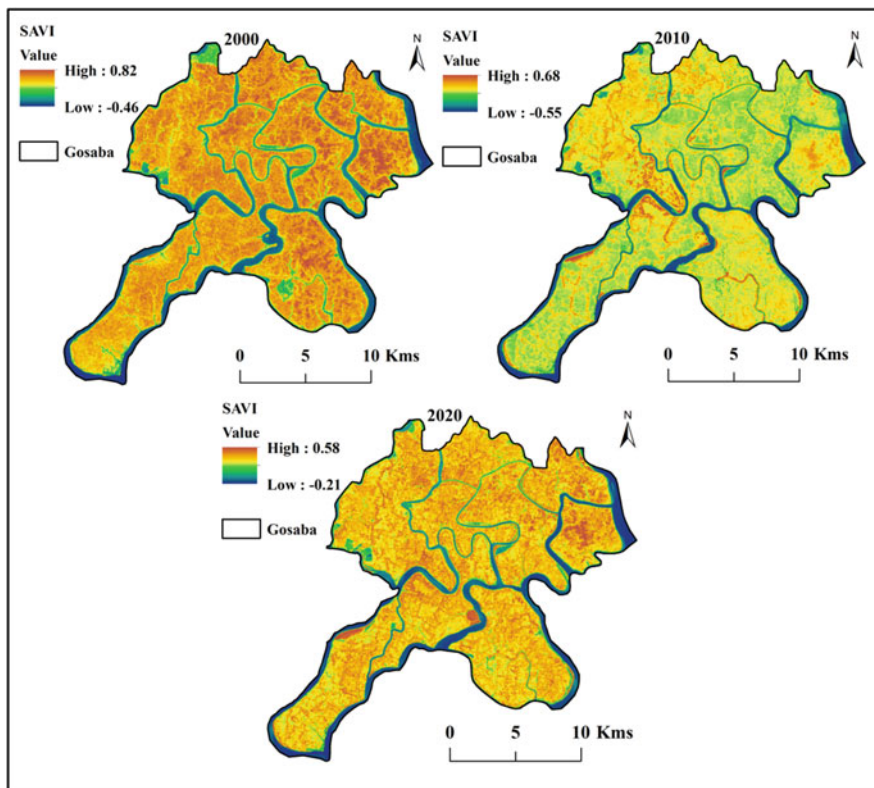 SAVI
2000
N
Value
High : 0.82
Low : -0.46
Gosaba
0 5 10 Kms
SAVI
2010
N
Value
High : 0.68
Low : -0.55
Gosaba
0 5 10 Kms
SAVI
2020
N
Value
High : 0.58
Low : -0.21
Gosaba
0 5 10 Kms